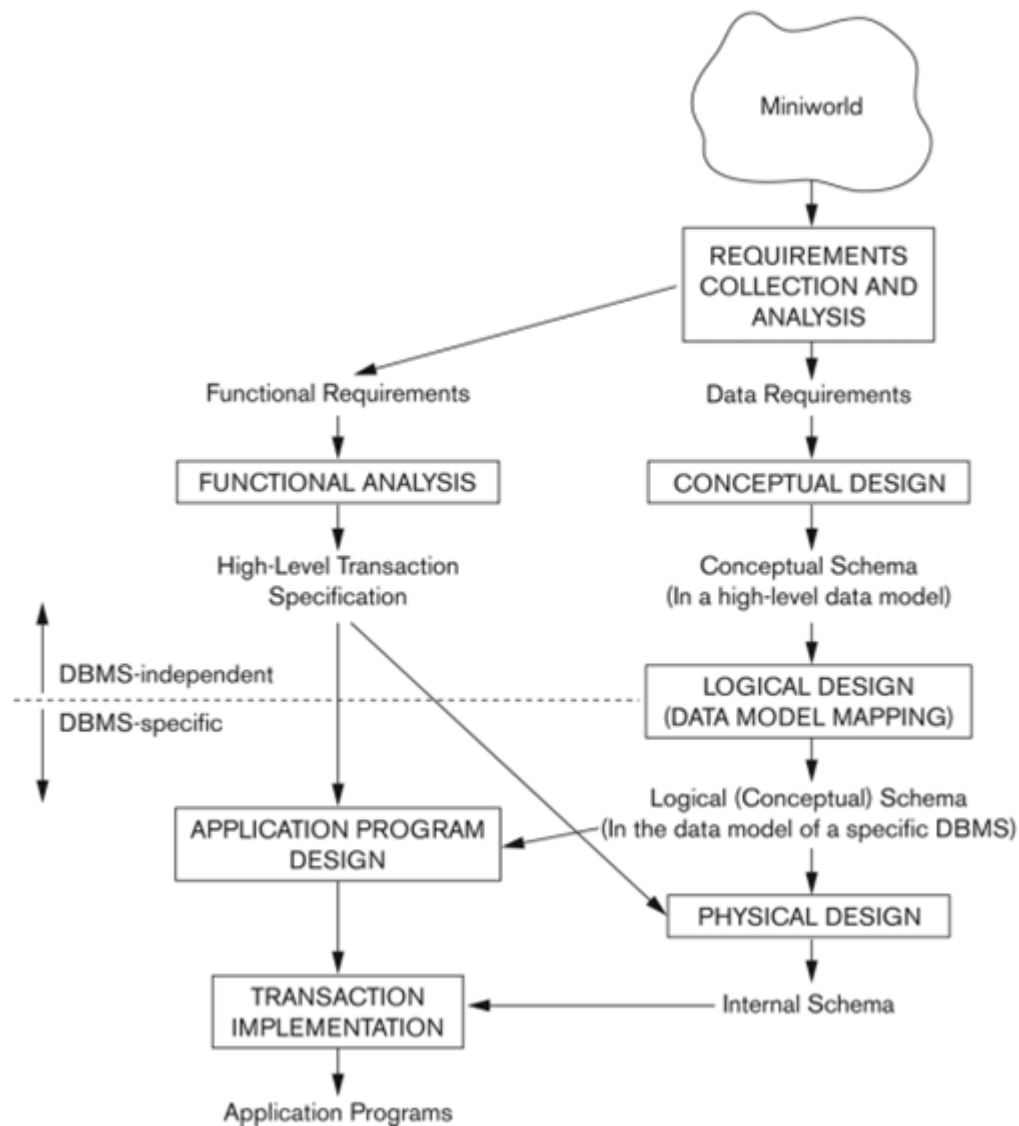 Miniworld
REQUIREMENTS
COLLECTION AND
ANALYSIS
Functional Requirements
Data Requirements
FUNCTIONAL ANALYSIS
CONCEPTUAL DESIGN
High-Level Transaction
Specification
Conceptual Schema
(In a high-level data model)
DBMS-independent
DBMS-specific
LOGICAL DESIGN
(DATA MODEL MAPPING)
Logical (Conceptual) Schema
(In the data model of a specific DBMS)
APPLICATION PROGRAM
DESIGN
PHYSICAL DESIGN
TRANSACTION
IMPLEMENTATION
Internal Schema
Application Programs